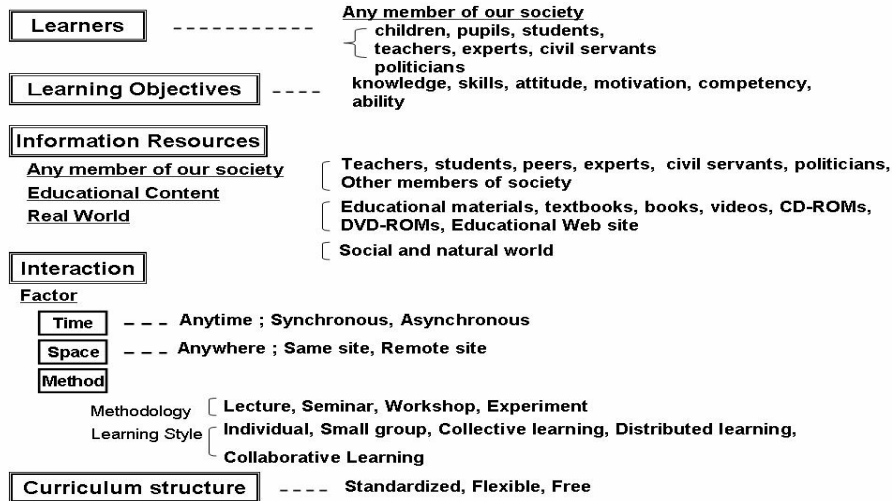 Any member of our society
Learners
children, pupils, students,
teachers, experts, civil servants
politicians
Learning Objectives
knowledge, skills, attitude, motivation, competency,
ability
Information Resources
Any member of our society
Teachers, students, peers, experts, civil servants, politicians,
Other members of society
Educational Content
Real World
Educational materials, textbooks, books, videos, CD-ROMs,
DVD-ROMs, Educational Web site
Social and natural world
Interaction
Factor
Time
Anytime ; Synchronous, Asynchronous
Space
Anywhere ; Same site, Remote site
Method
Methodology
Lecture, Seminar, Workshop, Experiment
Learning Style
Individual, Small group, Collective learning, Distributed learning,
Collaborative Learning
Curriculum structure
Standardized, Flexible, Free